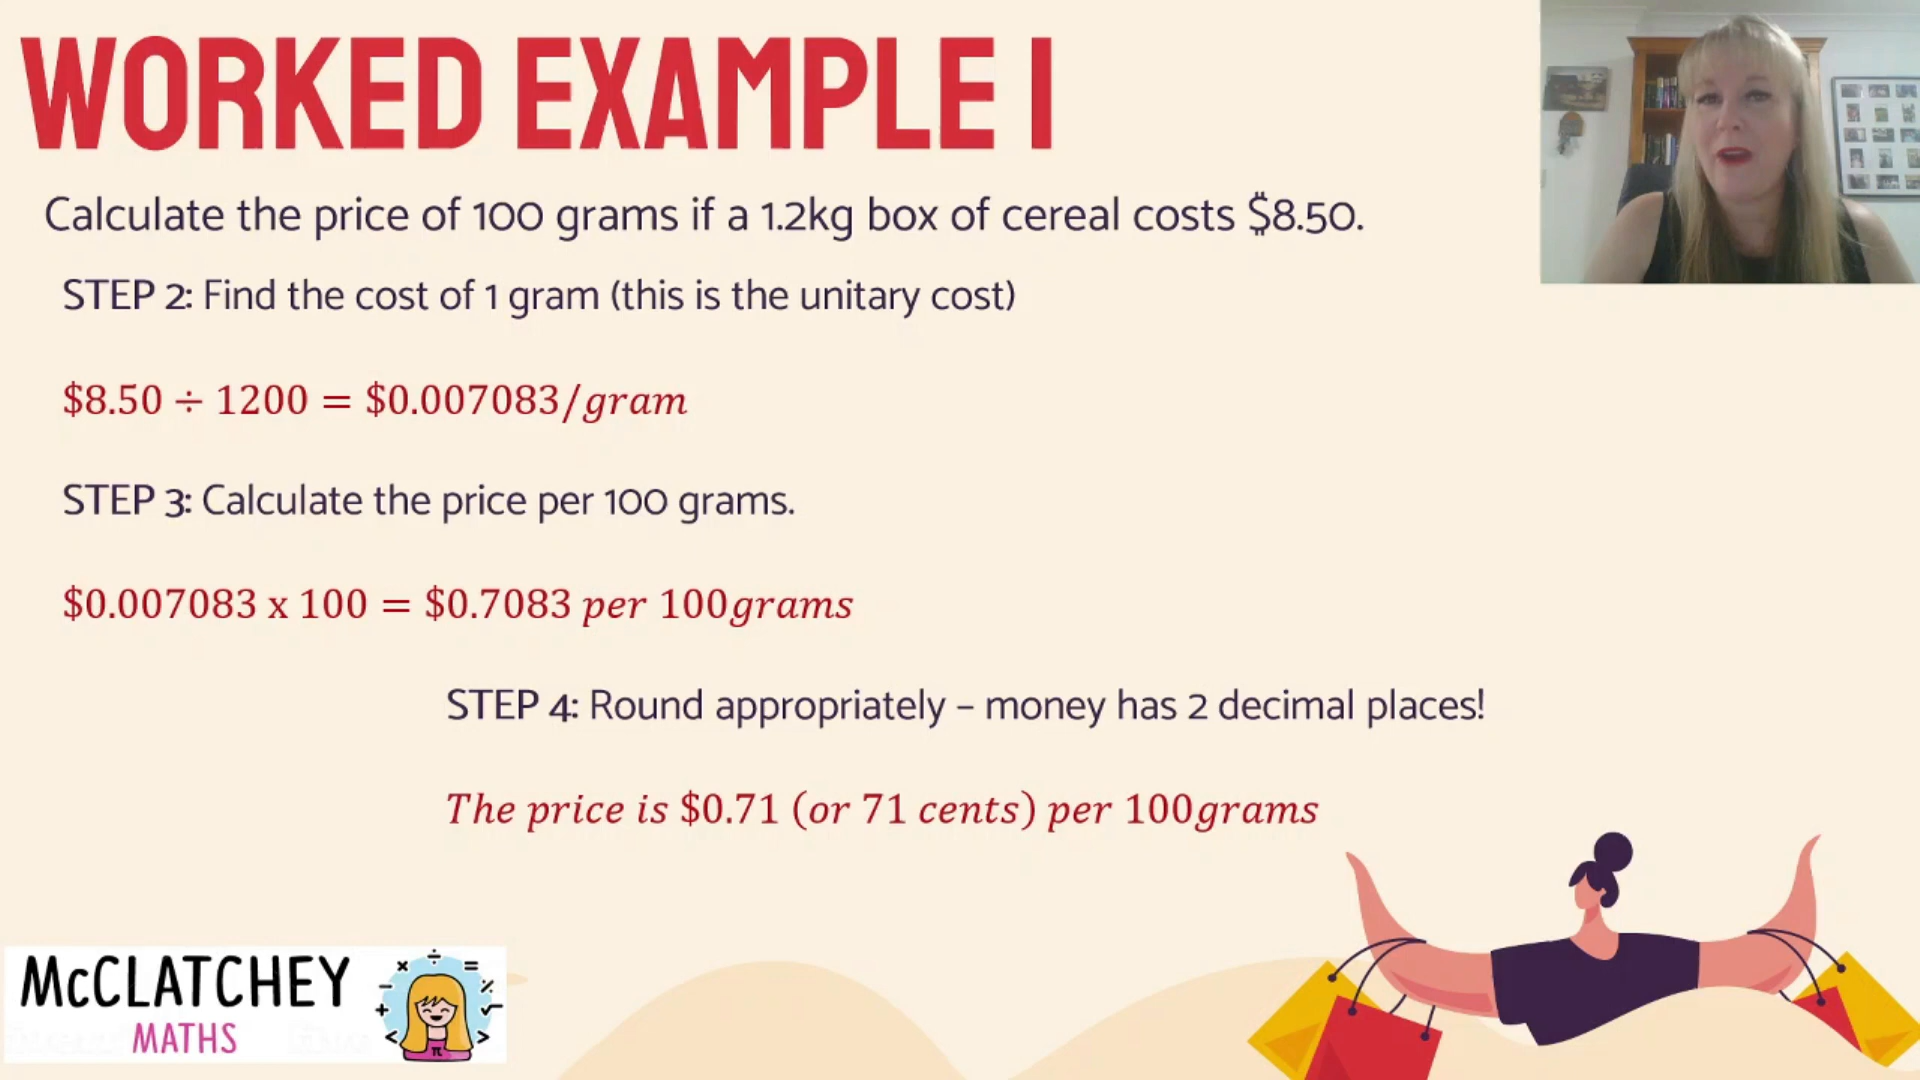 WORKED EXAMPLE 1
Calculate the price of 100 grams if a 1.2kg box of cereal costs $8.50.
STEP 2: Find the cost of 1 gram (this is the unitary cost)
$8.50 ÷ 1200 = $0.007083/gram
STEP 3: Calculate the price per 100 grams.
$0.007083 x 100 = $0.7083 per 100grams
STEP 4: Round appropriately – money has 2 decimal places!
The price is $0.71 (or 71 cents) per 100grams
McCLATCHEY
MATHS